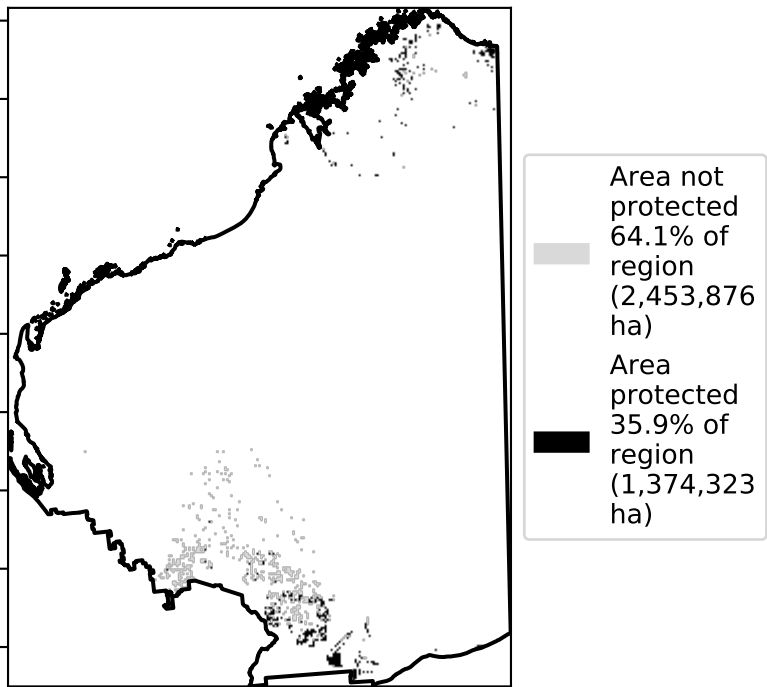 Area not
protected
64.1% of
region
(2,453,876
ha)
Area
protected
35.9% of
region
(1,374,323
ha)